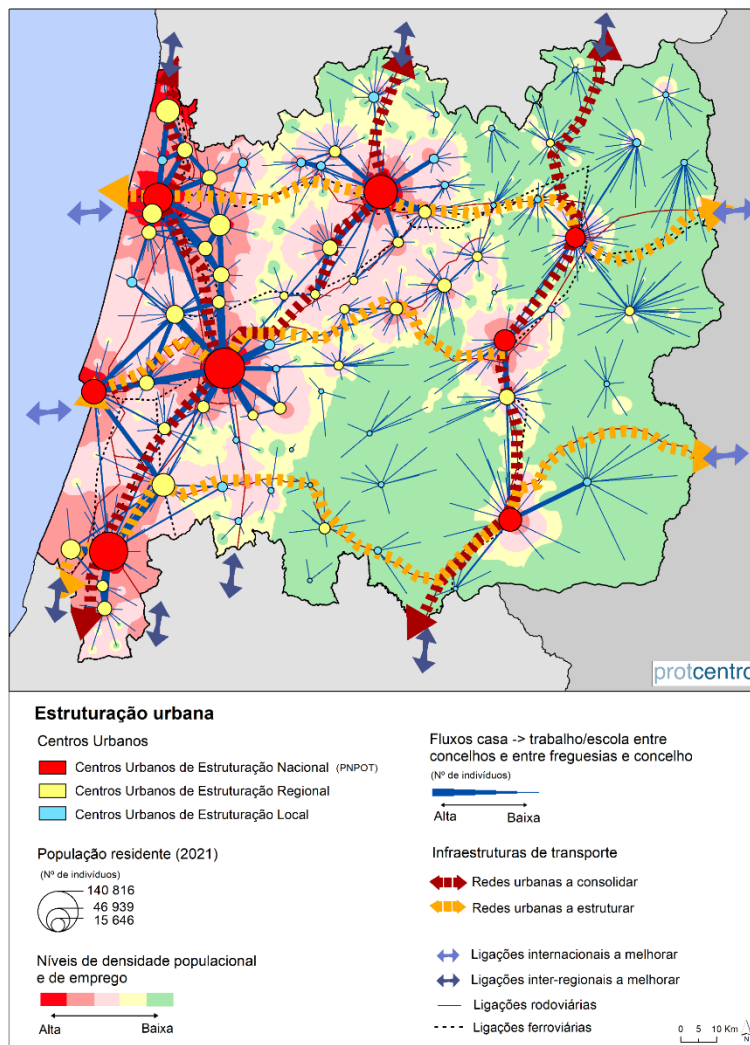 protcentro
Estruturação urbana
Centros Urbanos
Centros Urbanos de Estruturação Nacional (PNPOT)
Centros Urbanos de Estruturação Regional
Centros Urbanos de Estruturação Local
População residente (2021)
(Nº de indivíduos)
140 816
46 939
15 646
Níveis de densidade populacional
e de emprego
Alta
Baixa
Fluxos casa -> trabalho/escola entre
concelhos e entre freguesias e concelho
(Nº de indivíduos)
Alta
Baixa
Infraestruturas de transporte
Redes urbanas a consolidar
Redes urbanas a estruturar
Ligações internacionais a melhorar
Ligações inter-regionais a melhorar
Ligações rodoviárias
Ligações ferroviárias
0 5 10 Km
N